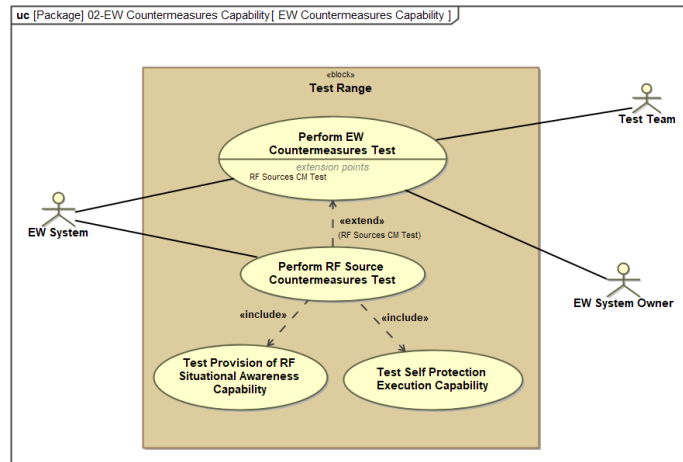 uc [Package] 02-EW Countermeasures Capability[ EW Countermeasures Capability ]
«block»
Test Range
Perform EW
Countermeasures Test
extension points
RF Sources CM Test
Test Team
EW System
«extend»
(RF Sources CM Test)
Perform RF Source
Countermeasures Test
EW System Owner
«include»
«include»
Test Provision of RF
Situational Awareness
Capability
Test Self Protection
Execution Capability